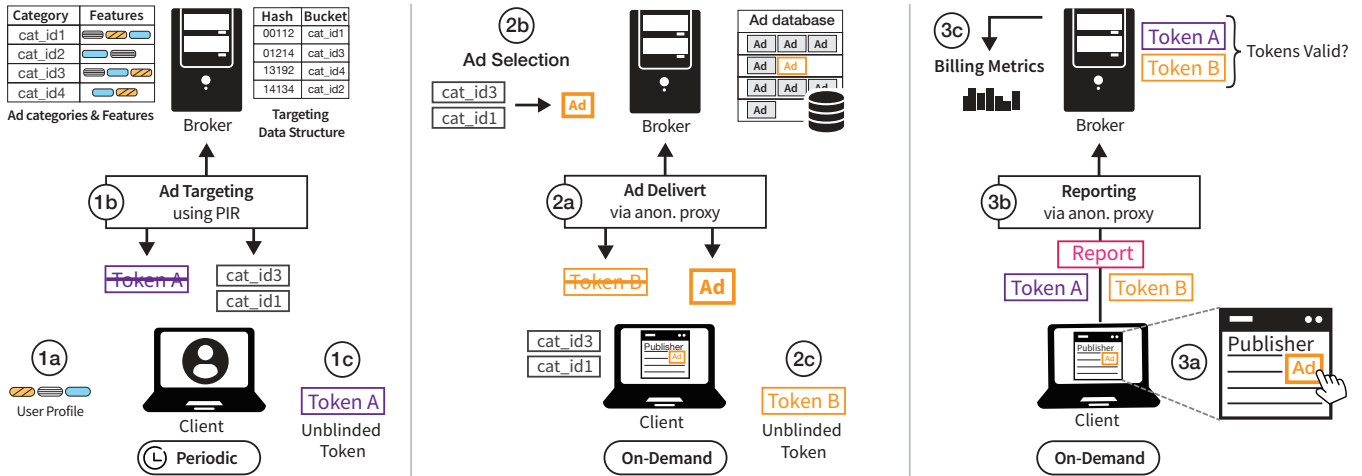 Category Features
cat_id1
cat_id2
cat_id3
cat_id4
Ad categories & Features
Broker
Hash Bucket
00112 cat_id1
01214 cat_id3
13192 cat_id4
14134 cat_id2
Targeting
Data Structure
1b
Ad Targeting
using PIR
Token A
cat_id3
cat_id1
1a
User Profile
Client
1c
Token A
Unblinded
Token
Periodic
2b
Ad Selection
cat_id3
cat_id1
Ad
Broker
Ad database
Ad Ad Ad
Ad Ad
Ad Ad Ad
Ad
2a
Ad Delivert
via anon. proxy
Token B
Ad
cat_id3
cat_id1
Publisher
Ad
Client
2c
Token B
Unblinded
Token
On-Demand
3c
Billing Metrics
Broker
Token A
Token B
Tokens Valid?
3b
Reporting
via anon. proxy
Report
Token A
Token B
Publisher
Ad
Client
3a
Publisher
Ad
On-Demand